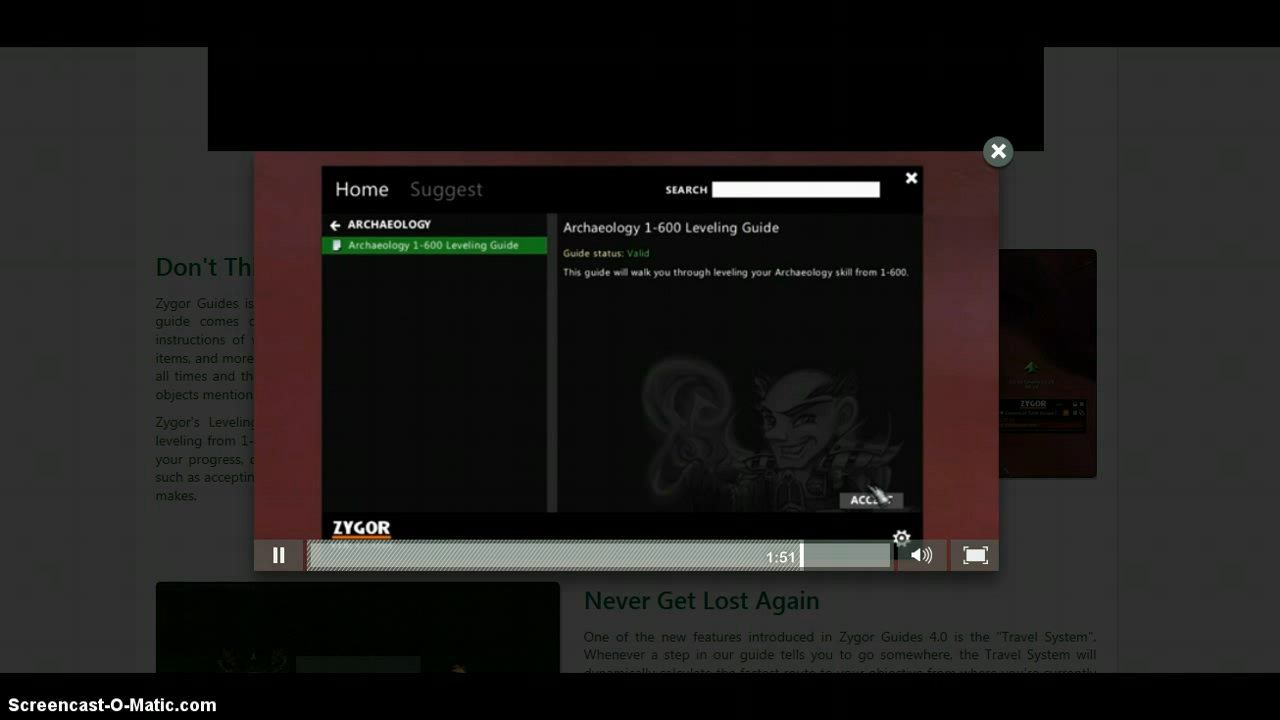 Home Suggest SEARCH
ARCHAEOLOGY
Archaeology 1-600 Leveling Guide
Archaeology 1-600 Leveling Guide
Guide status: Valid
This guide will walk you through leveling your Archaeology skill from 1-600.
ZYGOR
1:51
Don't Thi
Zygor Guides is
guide comes
instructions of
items, and more
all times and th
objects mention
Zygor's Leveling
leveling from 1-
your progress,
such as accepti
makes.
ZYGOR
Never Get Lost Again
One of the new features introduced in Zygor Guides 4.0 is the "Travel System".
Whenever a step in our guide tells you to go somewhere, the Travel System will
Screencast-O-Matic.com